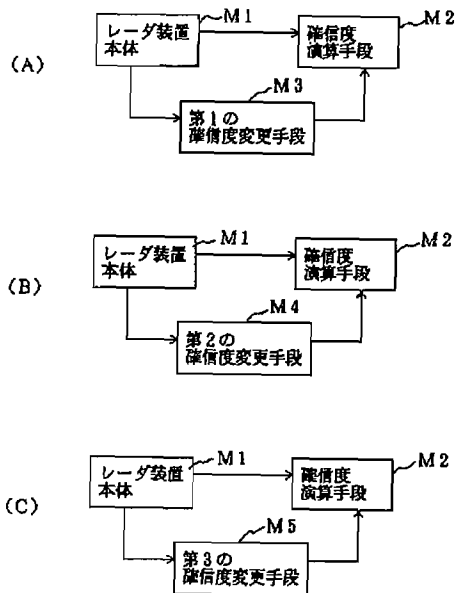 (A)
レーダ装置
本体
M1
確信度
演算手段
M2
M3
第1の
確信度変更手段
(B)
レーダ装置
本体
M1
確信度
演算手段
M2
M4
第2の
確信度変更手段
(C)
レーダ装置
本体
M1
確信度
演算手段
M2
M5
第3の
確信度変更手段